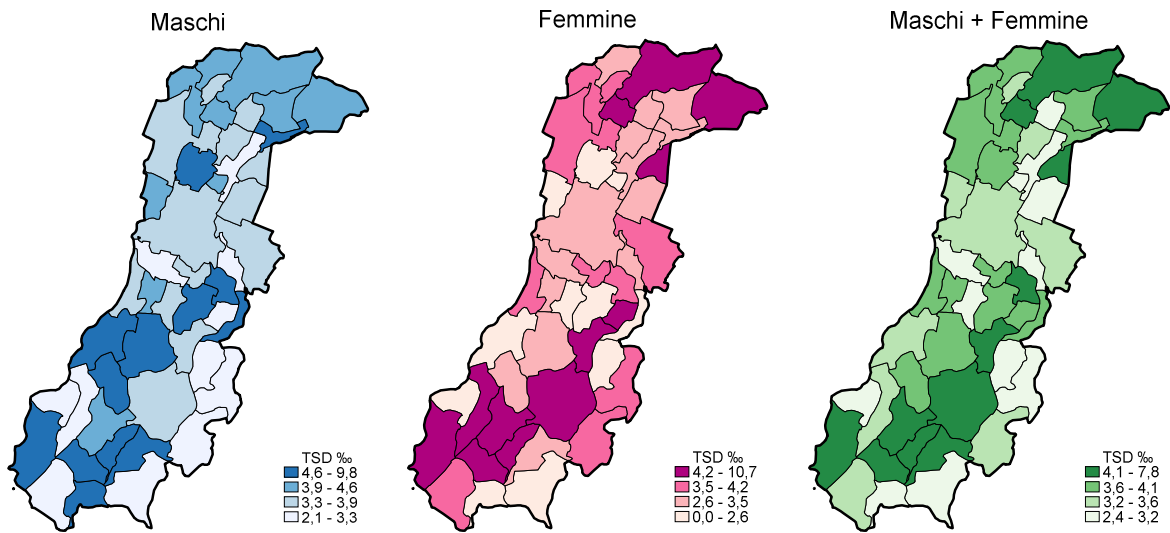 Maschi
Femmine
Maschi + Femmine
TSD ‰
4,6 - 9,8
3,9 - 4,6
3,3 - 3,9
2,1 - 3,3
TSD ‰
4,2 - 10,7
3,5 - 4,2
2,6 - 3,5
0,0 - 2,6
TSD ‰
4,1 - 7,8
3,6 - 4,1
3,2 - 3,6
2,4 - 3,2